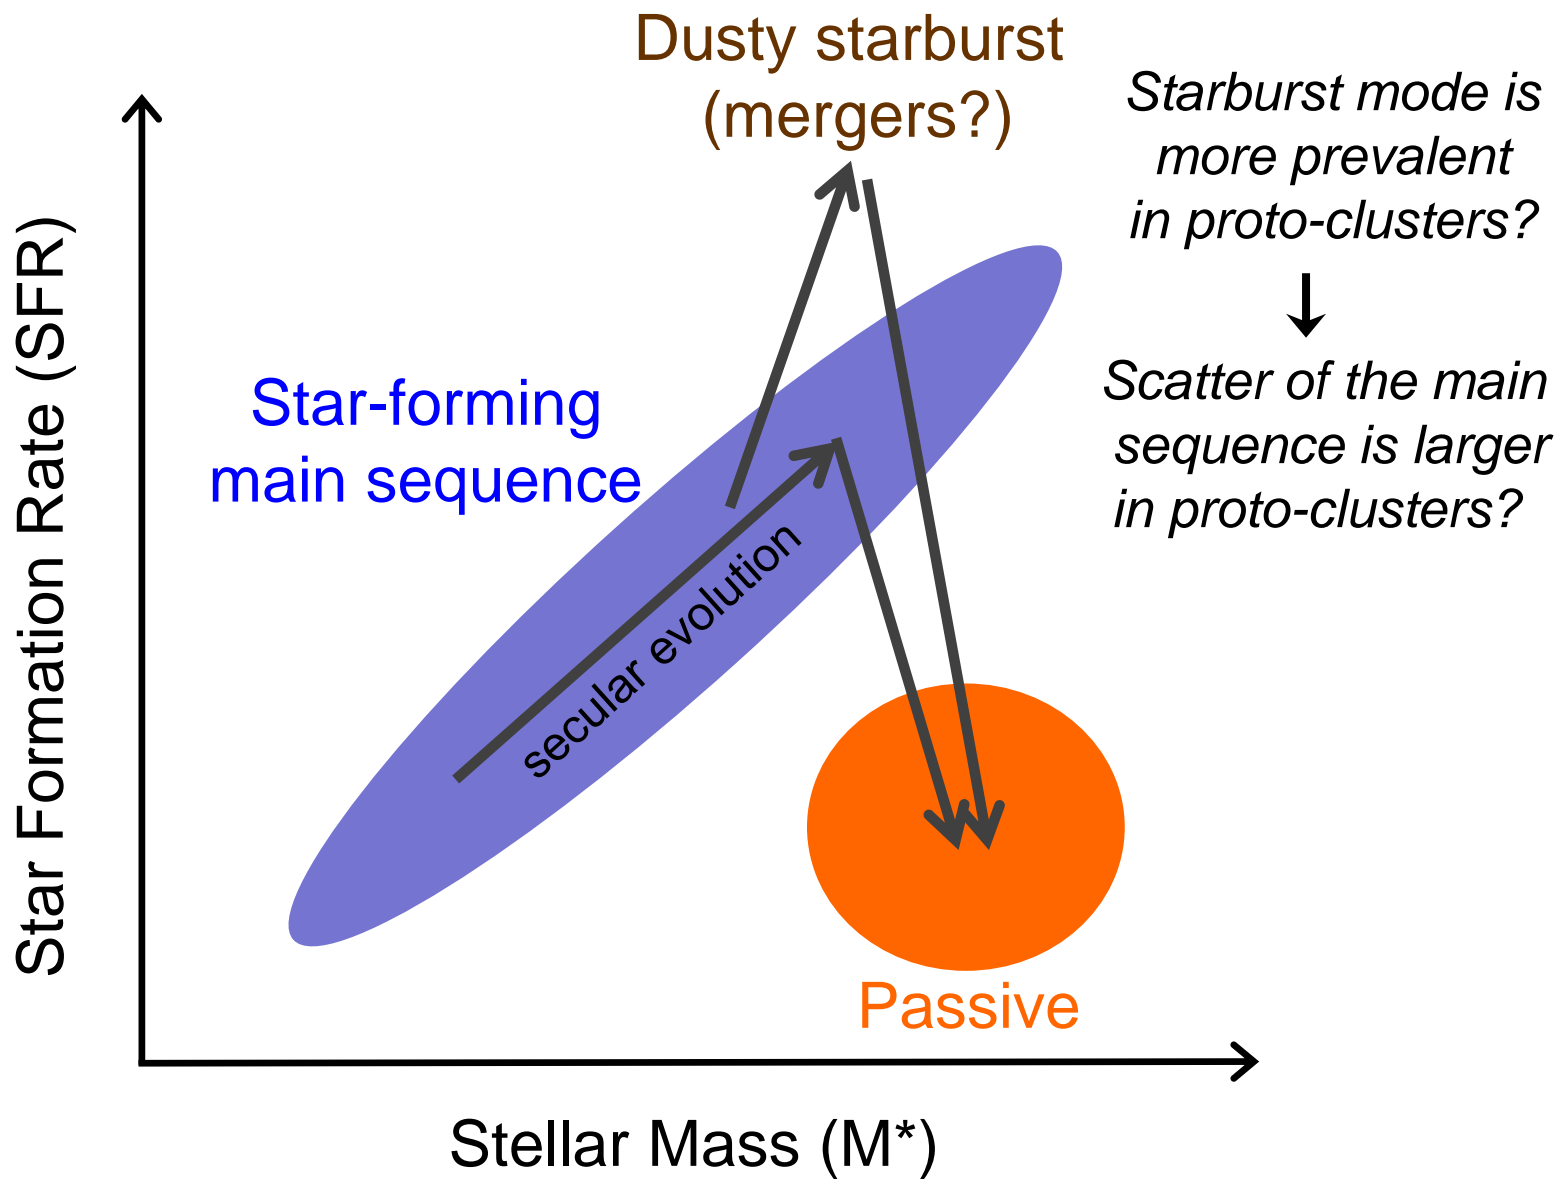 Dusty starburst
(mergers?)
Starburst mode is
more prevalent
in proto-clusters?
Scatter of the main
sequence is larger
in proto-clusters?
Star-forming
main sequence
secular evolution
Passive
Star Formation Rate (SFR)
Stellar Mass (M*)